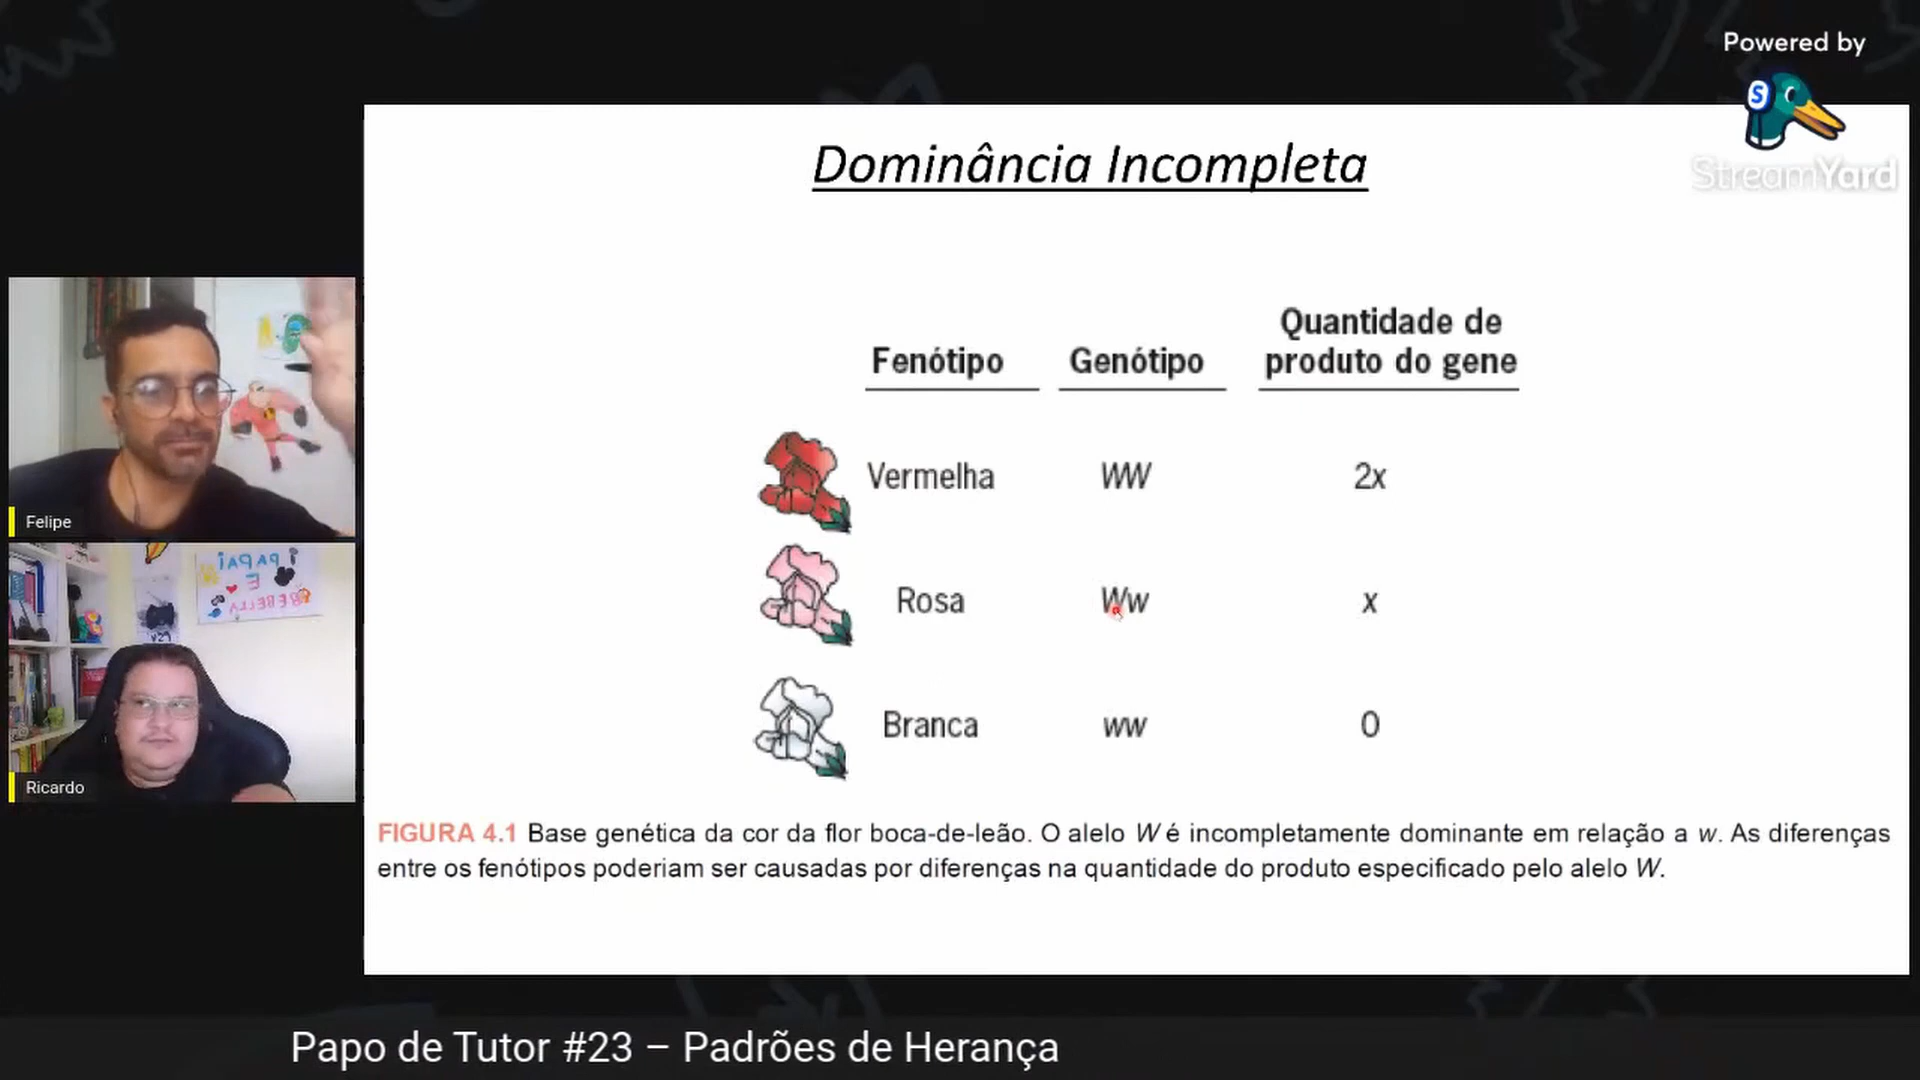 Powered by
StreamYard
Dominância Incompleta
Quantidade de
Fenótipo Genótipo produto do gene
Vermelha WW 2x
Rosa Ww x
Branca ww 0
FIGURA 4.1 Base genética da cor da flor boca-de-leão. O alelo W é incompletamente dominante em relação a w. As diferenças
entre os fenótipos poderiam ser causadas por diferenças na quantidade do produto especificado pelo alelo W.
Felipe
PAPAI
E
Ricardo
Papo de Tutor #23 – Padrões de Herança